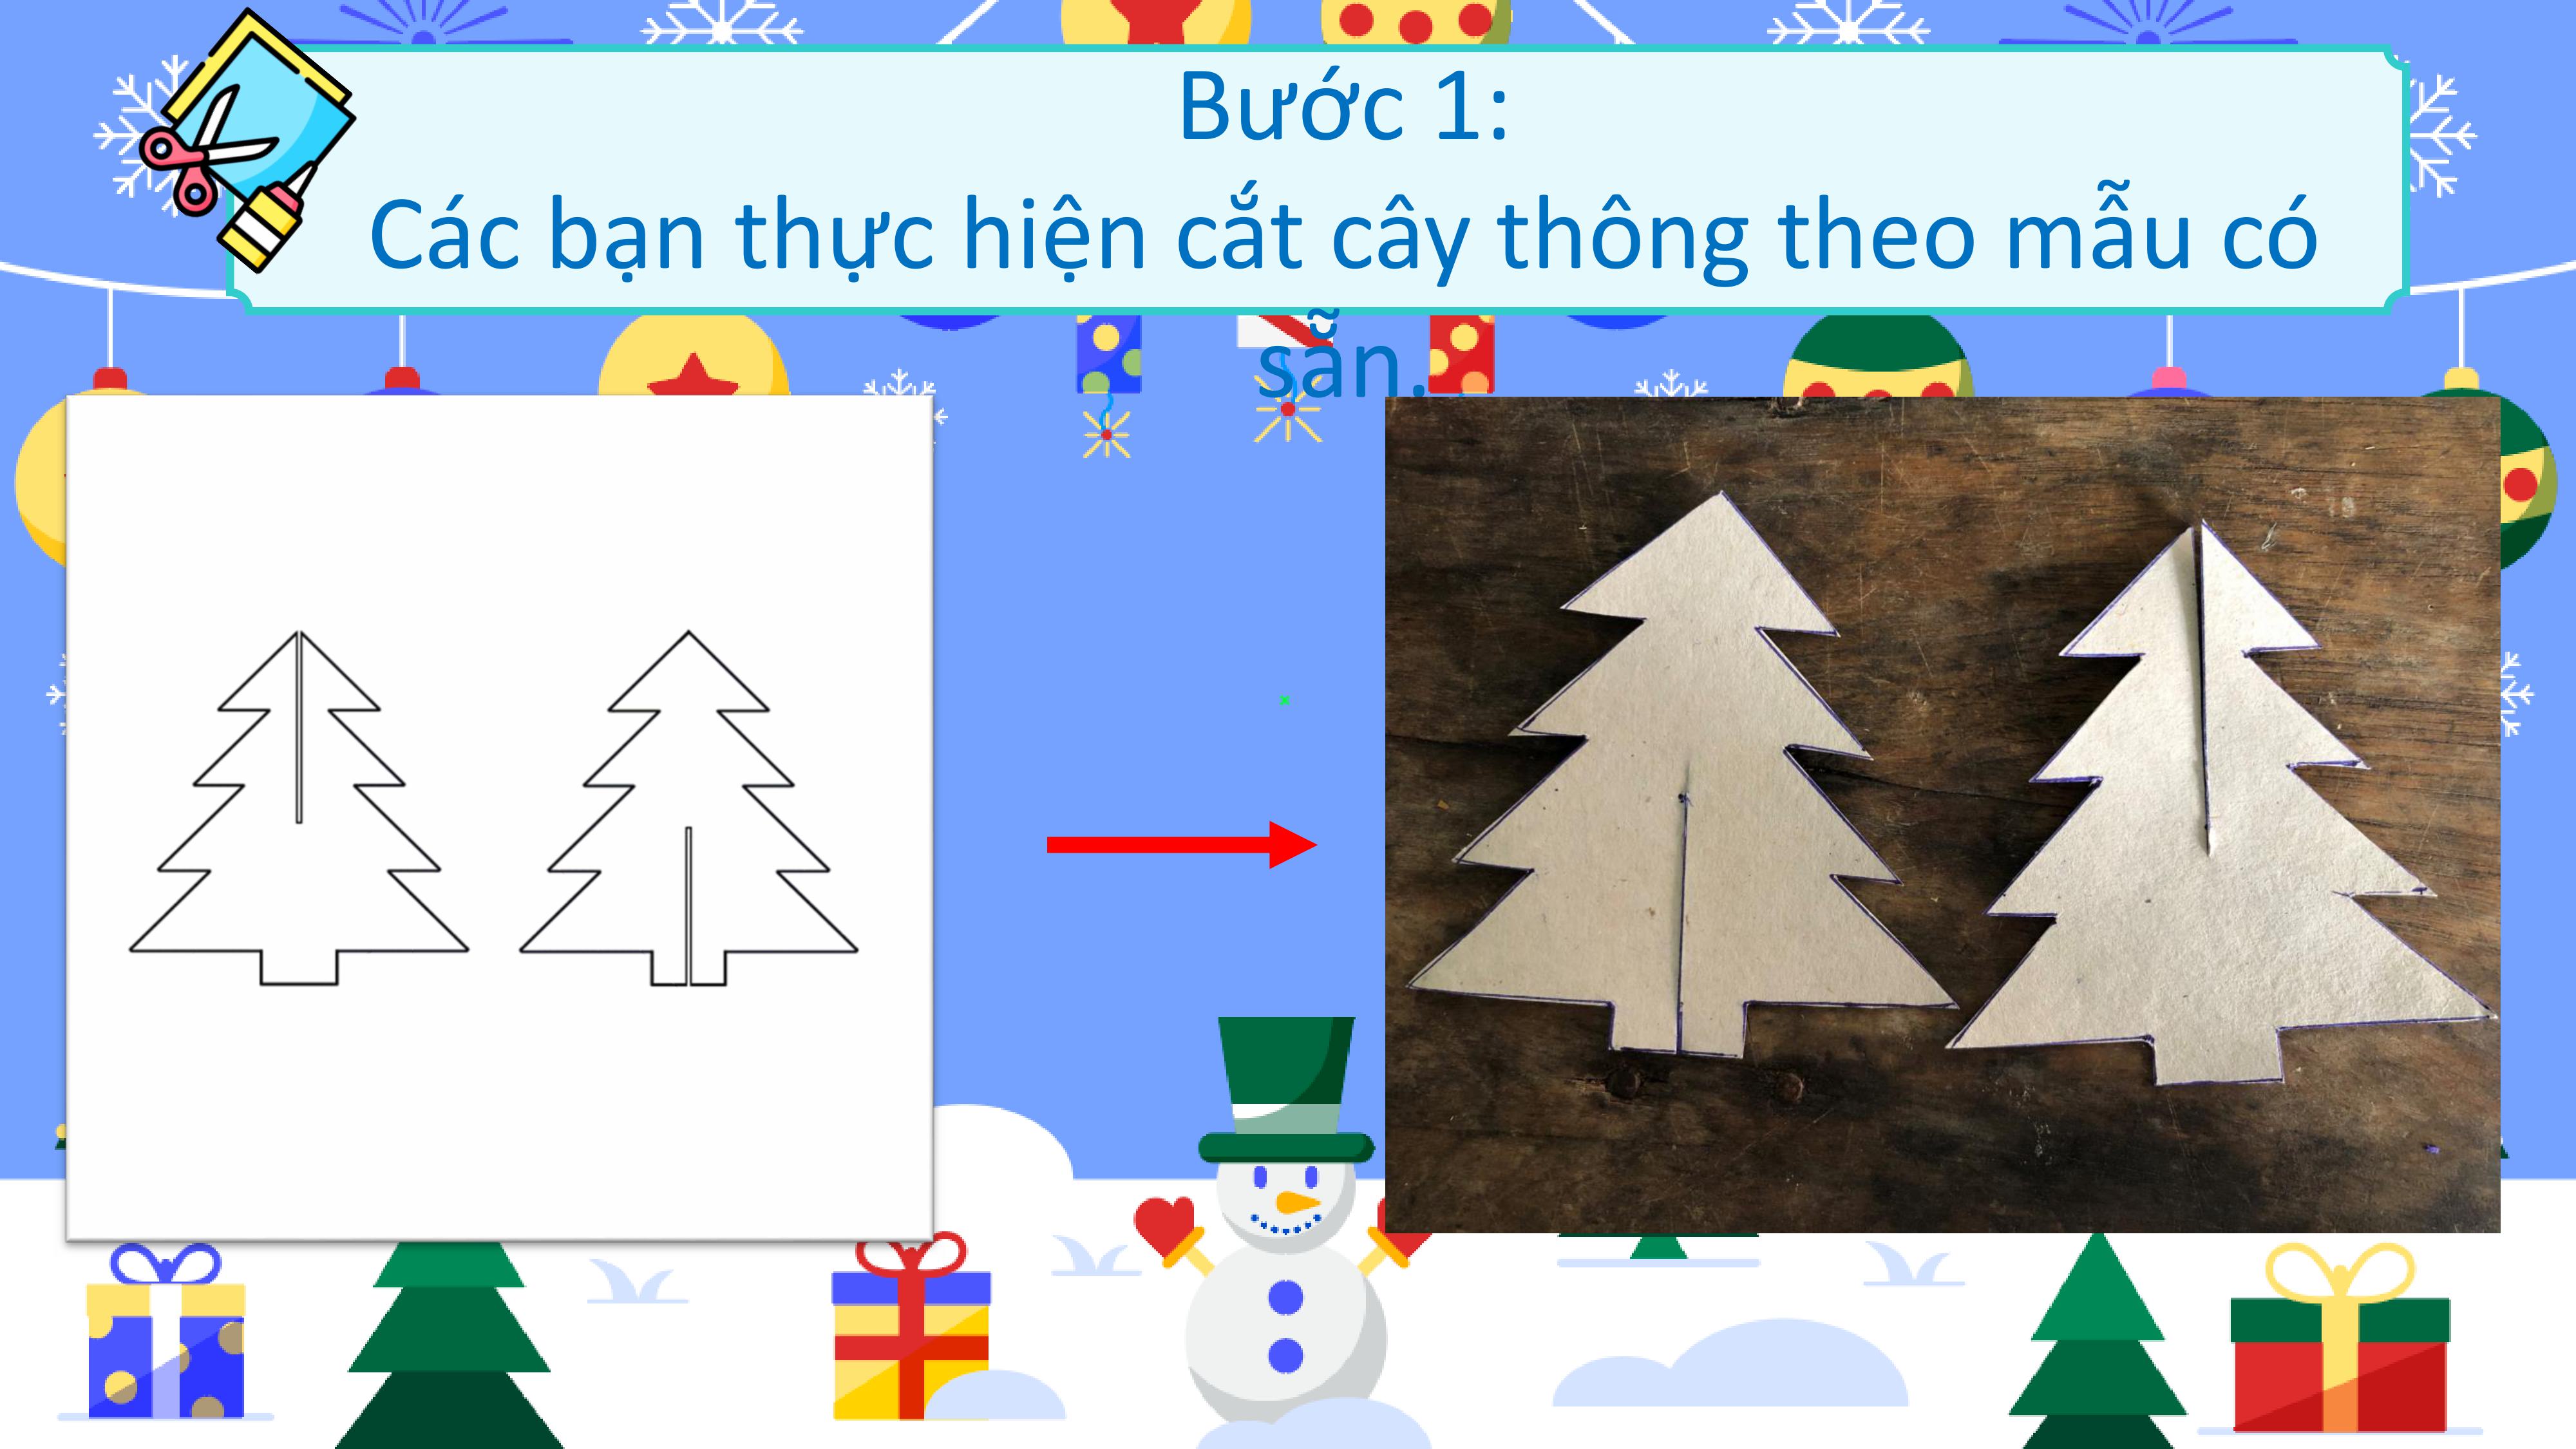 Bước 1:
Các bạn thực hiện cắt cây thông theo mẫu có
sẵn.